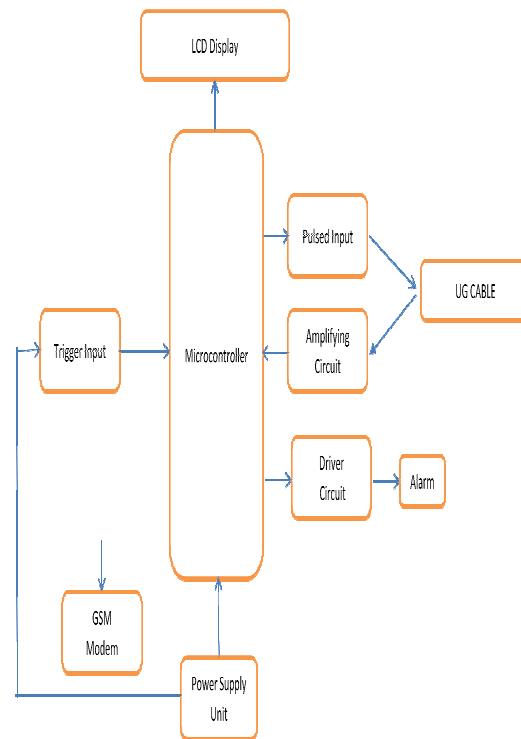 LCD Display
Pulsed Input
UG CABLE
Trigger Input
Microcontroller
Amplifying
Circuit
Driver
Circuit
Alarm
GSM
Modem
Power Supply
Unit